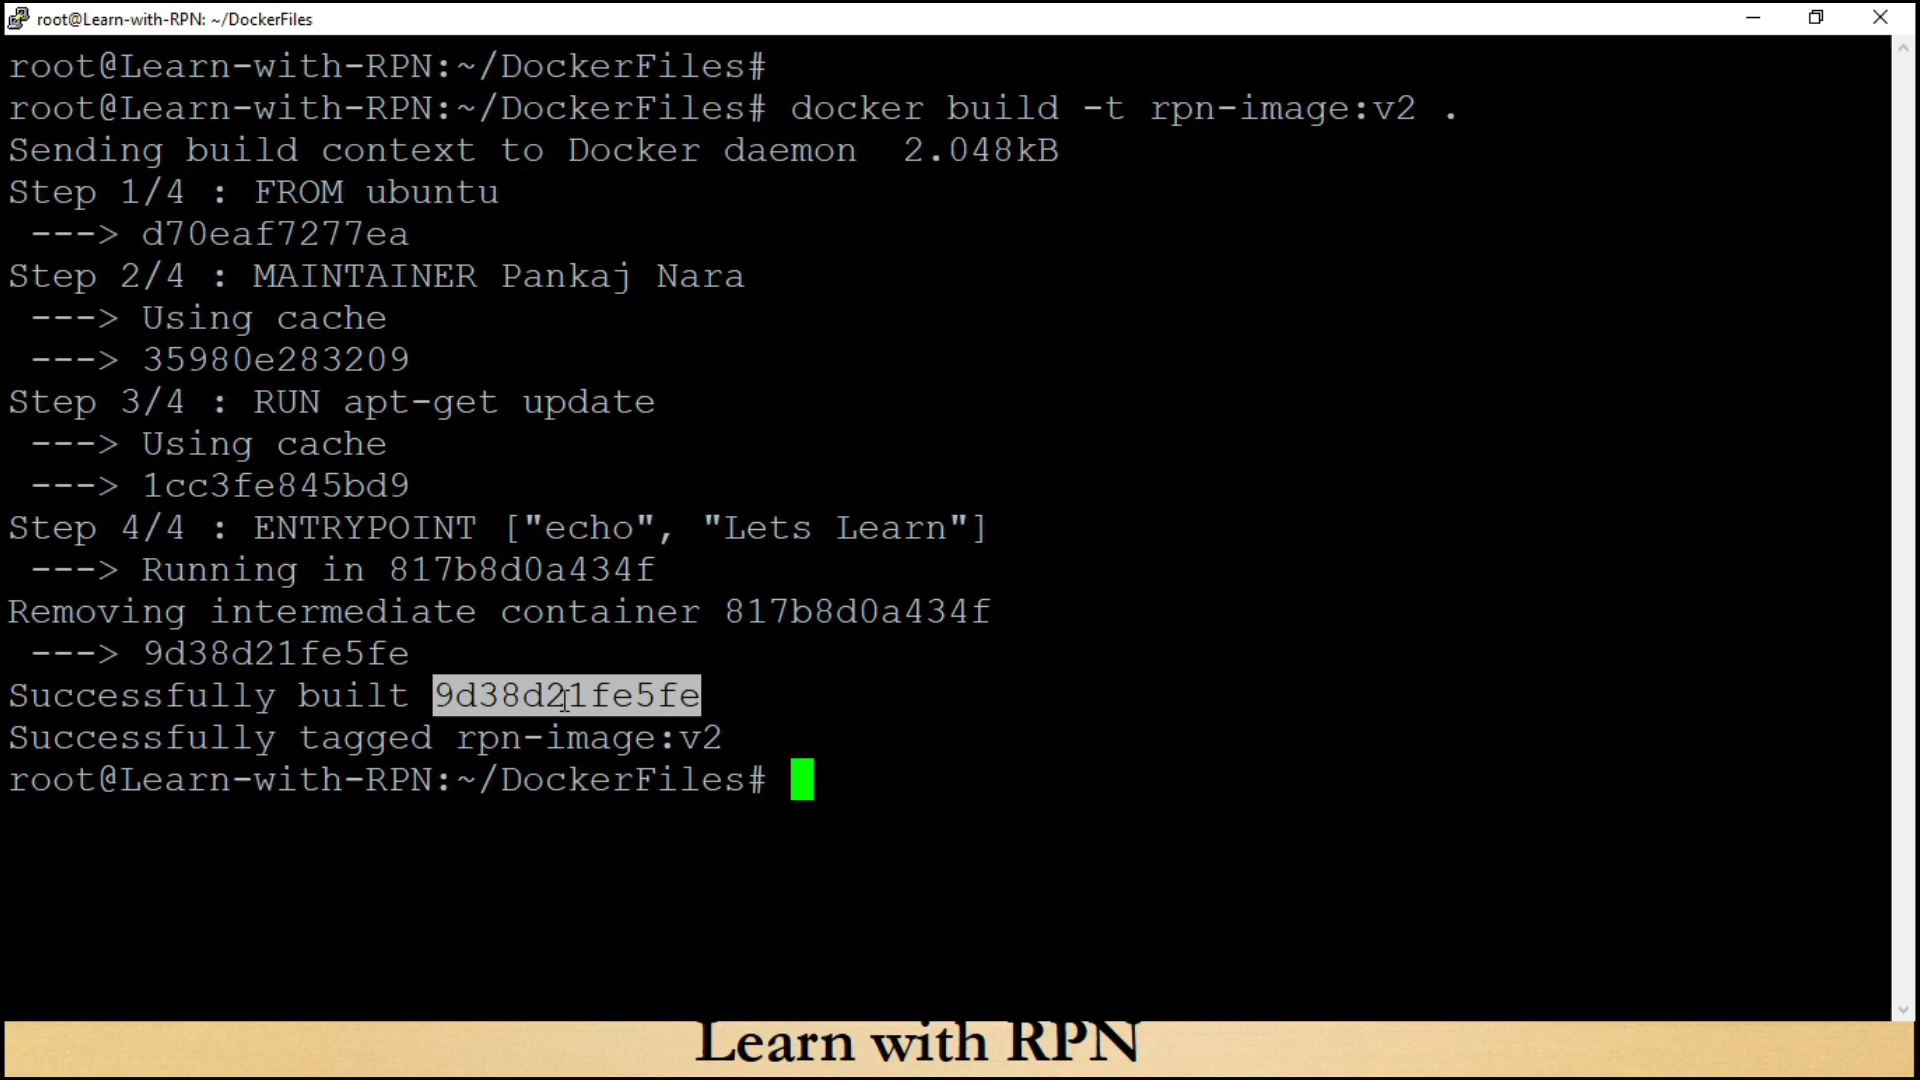 root@Learn-with-RPN: ~/DockerFiles
root@Learn-with-RPN:~/DockerFiles#
root@Learn-with-RPN:~/DockerFiles# docker build -t rpn-image:v2 .
Sending build context to Docker daemon  2.048kB
Step 1/4 : FROM ubuntu
 ---> d70eaf7277ea
Step 2/4 : MAINTAINER Pankaj Nara
 ---> Using cache
 ---> 35980e283209
Step 3/4 : RUN apt-get update
 ---> Using cache
 ---> 1cc3fe845bd9
Step 4/4 : ENTRYPOINT ["echo", "Lets Learn"]
 ---> Running in 817b8d0a434f
Removing intermediate container 817b8d0a434f
 ---> 9d38d21fe5fe
Successfully built 9d38d21fe5fe
Successfully tagged rpn-image:v2
root@Learn-with-RPN:~/DockerFiles#
Learn with RPN